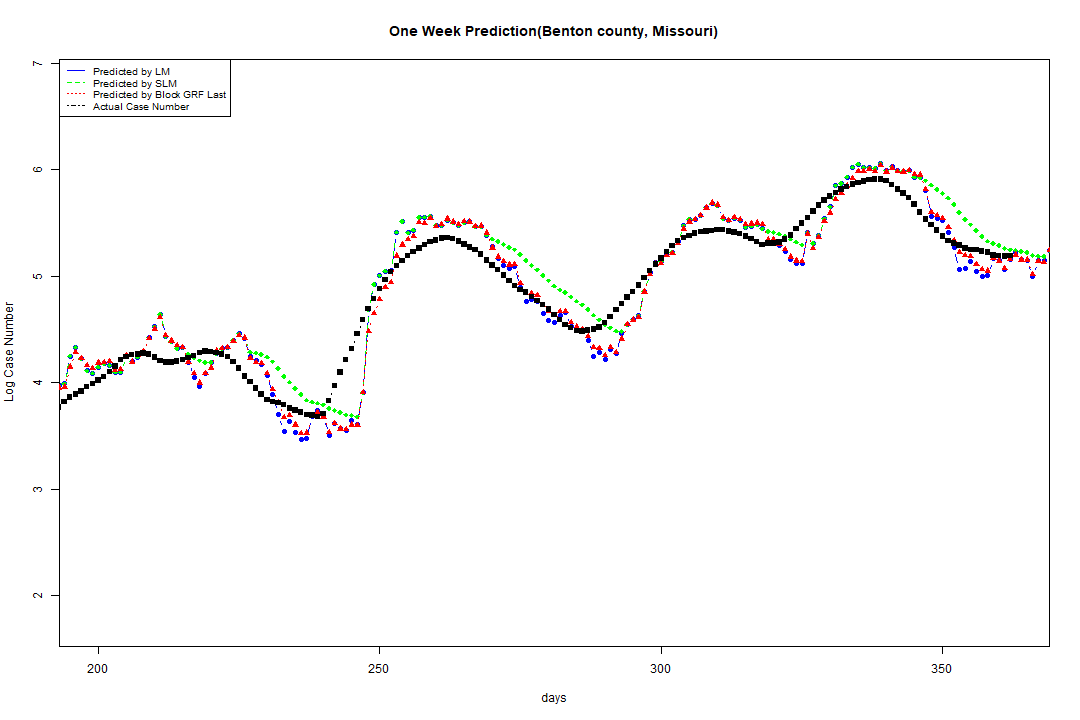 One Week Prediction(Benton county, Missouri)
Predicted by LM
Predicted by SLM
Predicted by Block GRF Last
Actual Case Number
7
6
5
4
3
2
Log Case Number
200 250 300 350
days